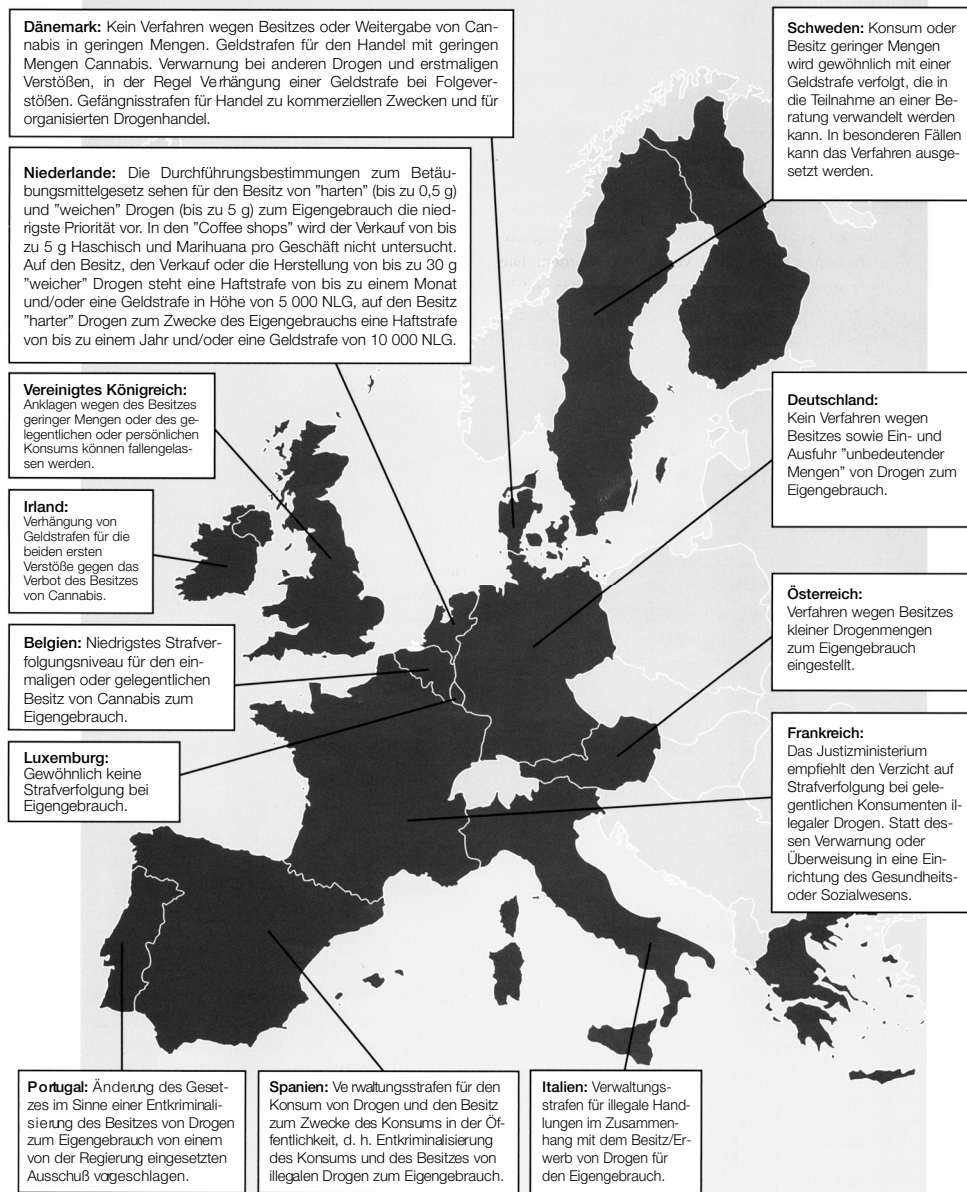 Dänemark: Kein Verfahren wegen Besitzes oder Weitergabe von Can-
nabis in geringen Mengen. Geldstrafen für den Handel mit geringen
Mengen Cannabis. Verwarnung bei anderen Drogen und erstmaligen
Verstößen, in der Regel Verhängung einer Geldstrafe bei Folgever-
stößen. Gefängnisstrafen für Handel zu kommerziellen Zwecken und für
organisierten Drogenhandel.
Schweden: Konsum oder
Besitz geringer Mengen
wird gewöhnlich mit einer
Geldstrafe verfolgt, die in
die Teilnahme an einer Be-
ratung verwandelt werden
kann. In besonderen Fällen
kann das Verfahren ausge-
setzt werden.
Niederlande: Die Durchführungsbestimmungen zum Betäu-
bungsmittelgesetz sehen für den Besitz von "harten" (bis zu 0,5 g)
und "weichen" Drogen (bis zu 5 g) zum Eigengebrauch die nied-
rigste Priorität vor. In den "Coffee shops" wird der Verkauf von bis
zu 5 g Haschisch und Marihuana pro Geschäft nicht untersucht.
Auf den Besitz, den Verkauf oder die Herstellung von bis zu 30 g
"weicher" Drogen steht eine Haftstrafe von bis zu einem Monat
und/oder eine Geldstrafe in Höhe von 5 000 NLG, auf den Besitz
"harter" Drogen zum Zwecke des Eigengebrauchs eine Haftstrafe
von bis zu einem Jahr und/oder eine Geldstrafe von 10 000 NLG.
Vereinigtes Königreich:
Anklagen wegen des Besitzes
geringer Mengen oder des ge-
legentlichen oder persönlichen
Konsums können fallengelas-
sen werden.
Deutschland:
Kein Verfahren wegen
Besitzes sowie Ein- und
Ausfuhr "unbedeutender
Mengen" von Drogen zum
Eigengebrauch.
Irland:
Verhängung von
Geldstrafen für die
beiden ersten
Verstöße gegen das
Verbot des Besitzes
von Cannabis.
Österreich:
Verfahren wegen Besitzes
kleiner Drogenmengen
zum Eigengebrauch
eingestellt.
Belgien: Niedrigstes Strafver-
folgungsniveau für den ein-
maligen oder gelegentlichen
Besitz von Cannabis zum
Eigengebrauch.
Luxemburg:
Gewöhnlich keine
Strafverfolgung bei
Eigengebrauch.
Frankreich:
Das Justizministerium
empfiehlt den Verzicht auf
Strafverfolgung bei gele-
gentlichen Konsumenten il-
legaler Drogen. Statt des-
sen Verwarnung oder
Überweisung in eine Ein-
richtung des Gesundheits-
oder Sozialwesens.
Portugal: Änderung des Geset-
zes im Sinne einer Entkriminali-
sierung des Besitzes von Drogen
zum Eigengebrauch von einem
von der Regierung eingesetzten
Ausschuß vorgeschlagen.
Spanien: Verwaltungsstrafen für den
Konsum von Drogen und den Besitz
zum Zwecke des Konsums in der Öf-
fentlichkeit, d. h. Entkriminalisierung
des Konsums und des Besitzes von
illegalen Drogen zum Eigengebrauch.
Italien: Verwaltungs-
strafen für illegale Hand-
lungen im Zusammen-
hang mit dem Besitz/Er-
werb von Drogen für
den Eigengebrauch.